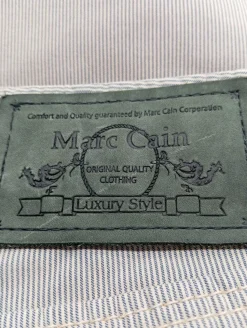 Comfort and Quality guaranteed by Marc Cain Corporation
Marc Cain
ORIGINAL QUALITY
CLOTHING
Luxury Style